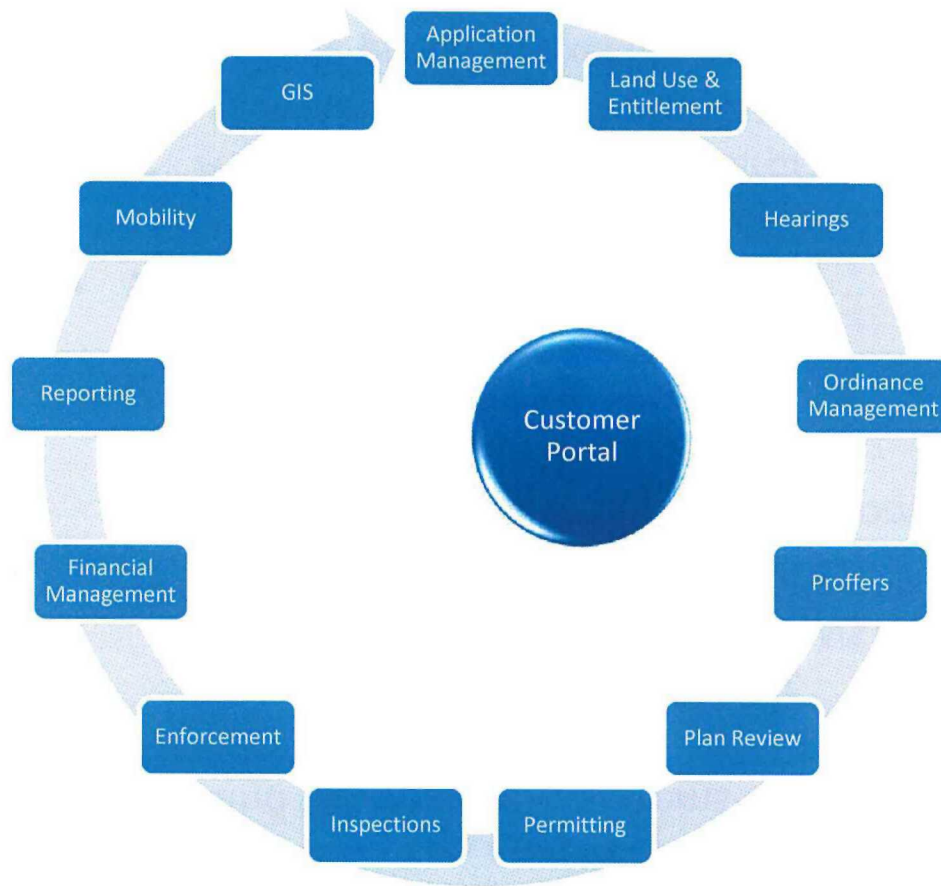 Application
Management
Land Use &
Entitlement
Hearings
Ordinance
Management
Proffers
Plan Review
Permitting
Inspections
Enforcement
Financial
Management
Reporting
Mobility
GIS
Customer
Portal